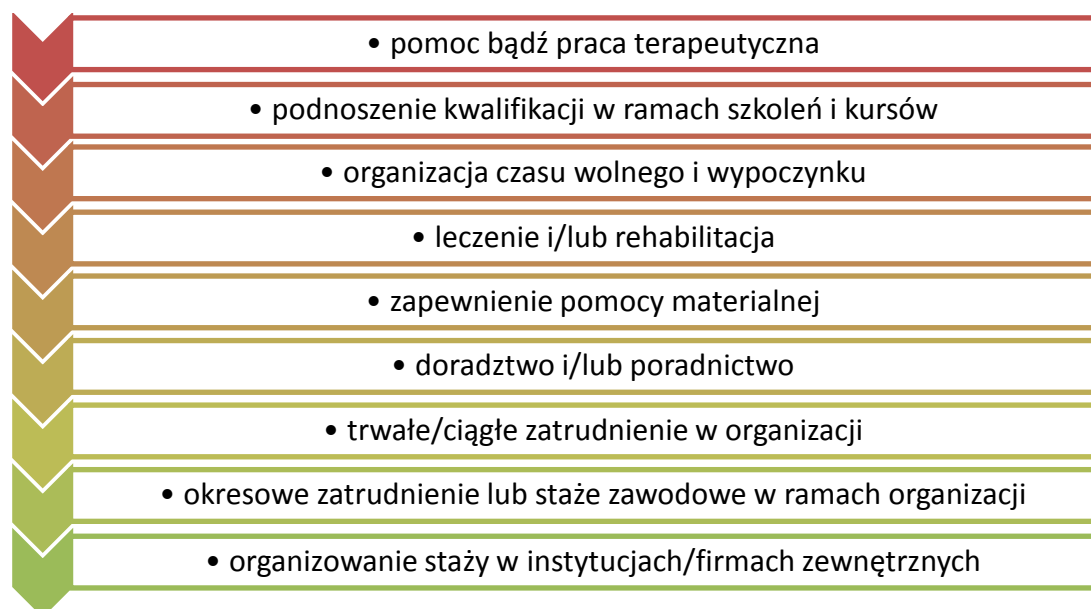 • pomoc bądź praca terapeutyczna
• podnoszenie kwalifikacji w ramach szkoleń i kursów
• organizacja czasu wolnego i wypoczynku
• leczenie i/lub rehabilitacja
• zapewnienie pomocy materialnej
• doradztwo i/lub poradnictwo
• trwałe/ciągłe zatrudnienie w organizacji
• okresowe zatrudnienie lub staże zawodowe w ramach organizacji
• organizowanie staży w instytucjach/firmach zewnętrznych